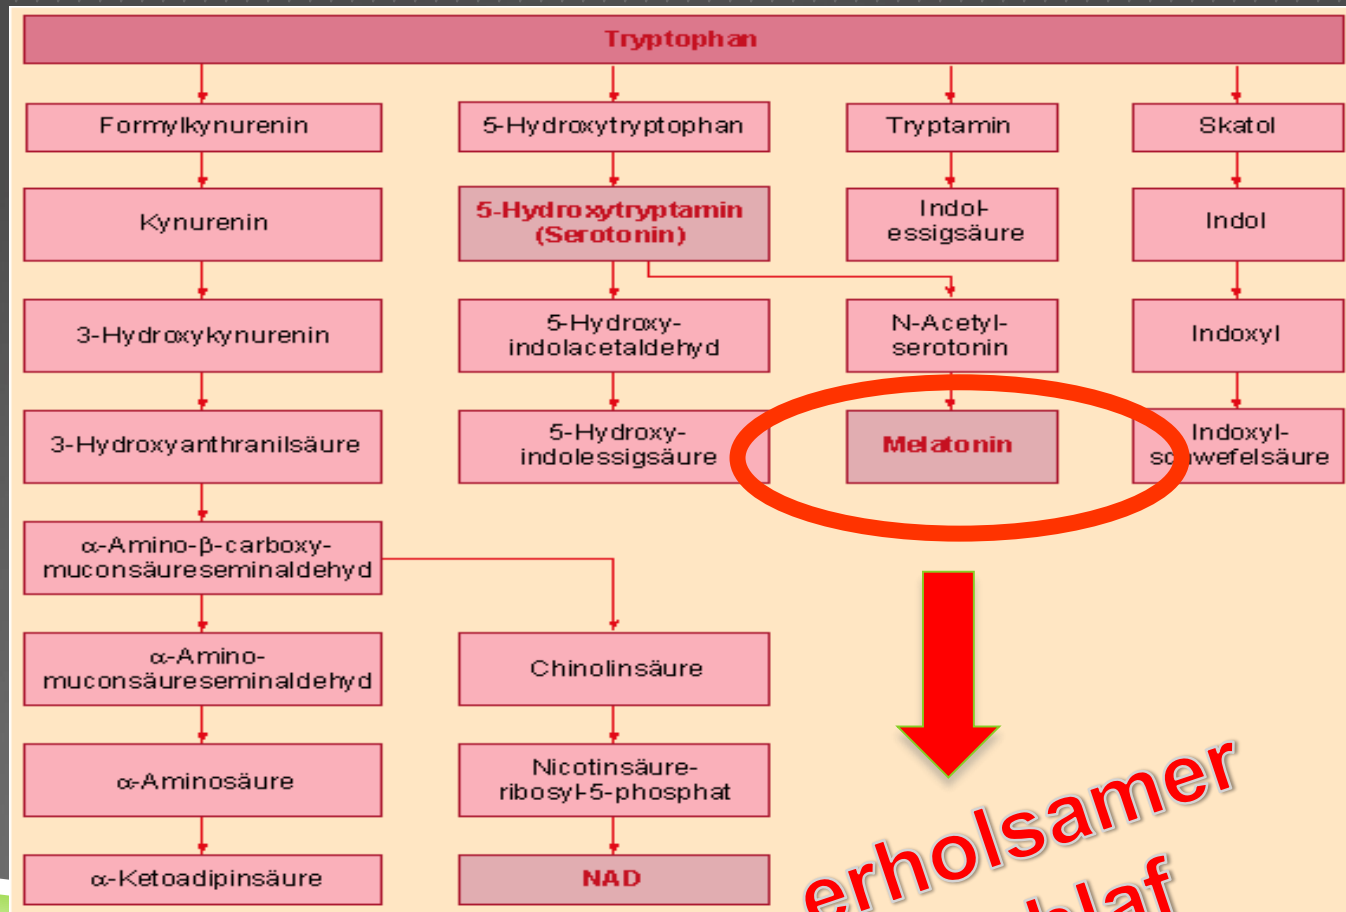 Tryptophan
Formylkynurenin
5-Hydroxytryptophan
Tryptamin
Skatol
Kynurenin
5-Hydroxytryptamin
(Serotonin)
Indol-
essigsäure
Indol
3-Hydroxykynurenin
5-Hydroxy-
indolacetaldehyd
N-Acetyl-
serotonin
Indoxyl
3-Hydroxyanthranilsäure
5-Hydroxy-
indolessigsäure
Melatonin
Indoxyl-
schwefelsäure
α-Amino-β-carboxy-
muconsäureseminaldehyd
α-Amino-
muconsäureseminaldehyd
Chinolinsäure
α-Aminosäure
Nicotinsäure-
ribosyl-5-phosphat
α-Ketoadipinsäure
NAD
erholsamer